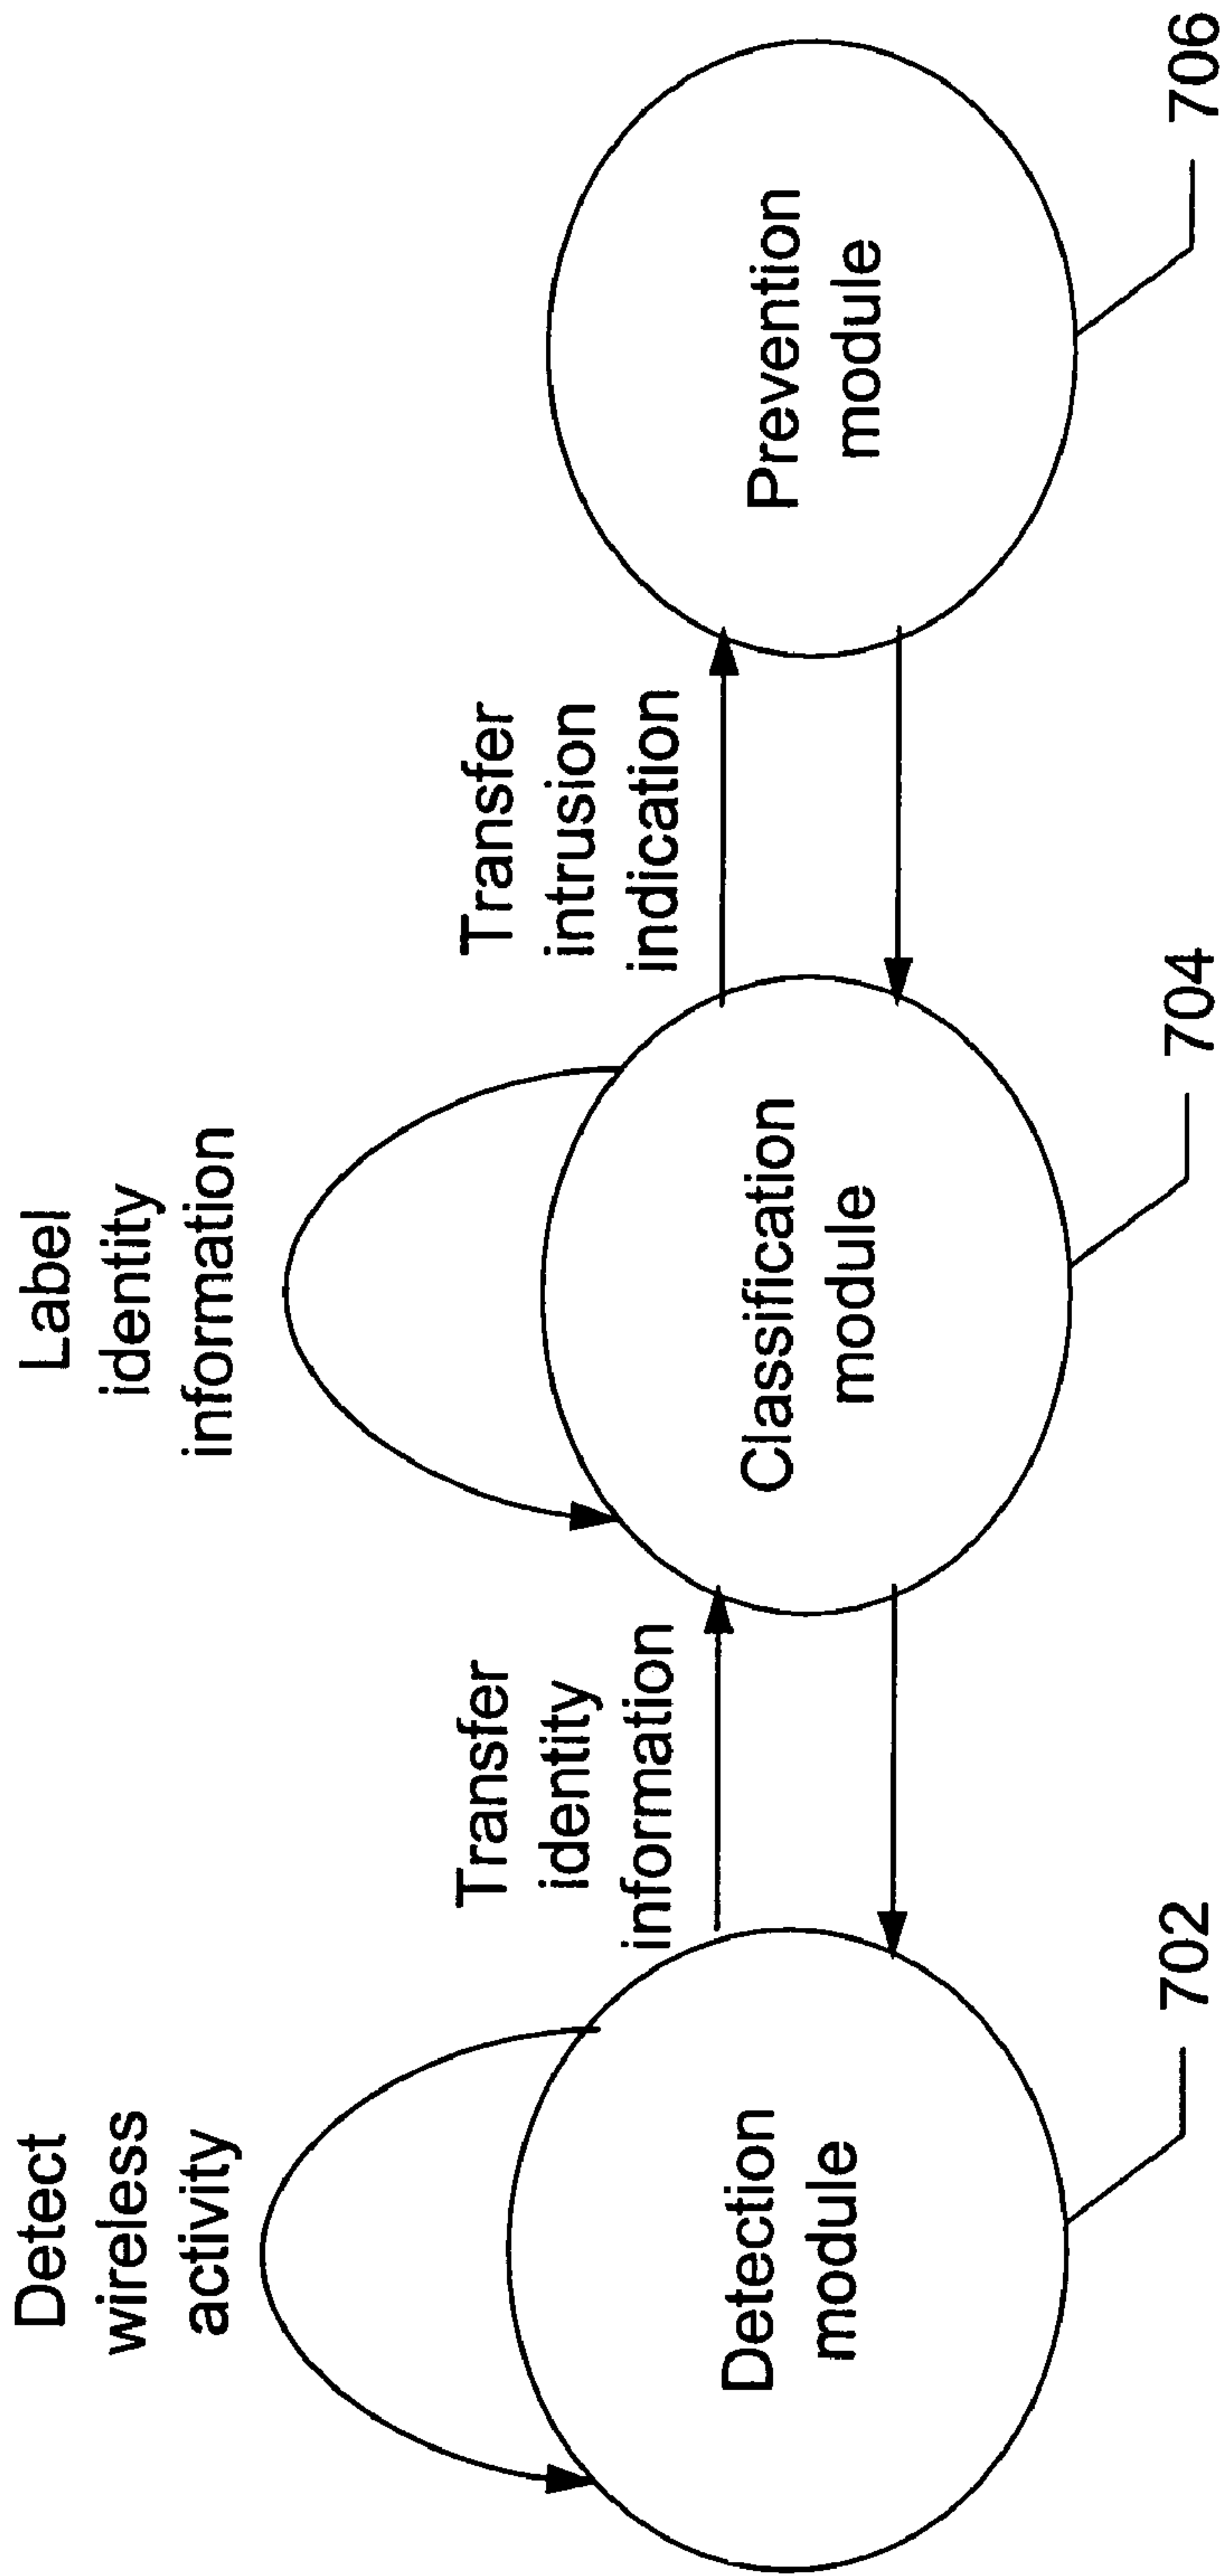 Detect
wireless
activity
Label
identity
information
Transfer
identity
information
Transfer
intrusion
indication
Detection
module
Classification
module
Prevention
module
702
704
706